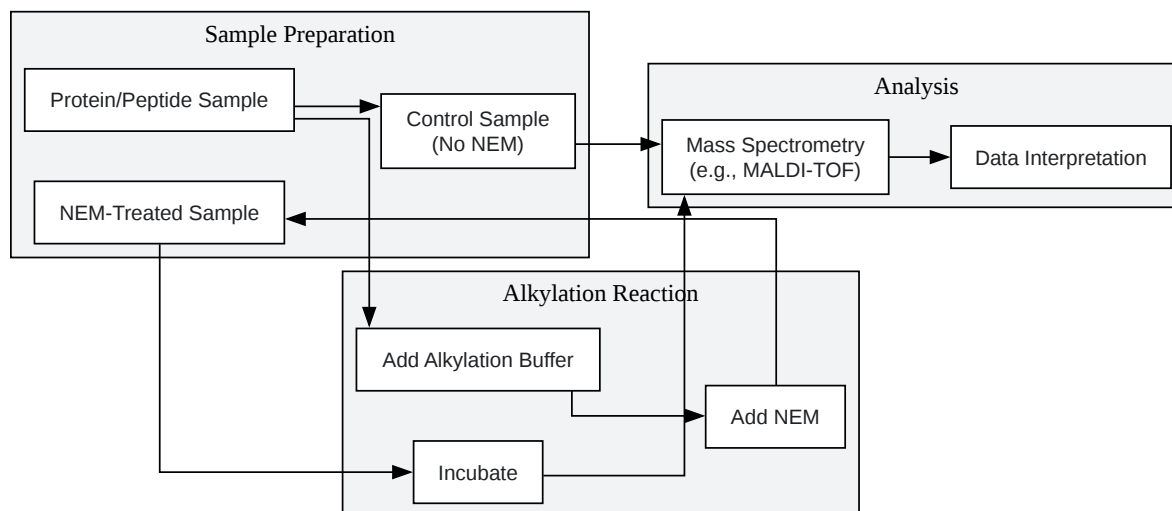 Sample Preparation
Protein/Peptide Sample
Control Sample
(No NEM)
NEM-Treated Sample
Analysis
Mass Spectrometry
(e.g., MALDI-TOF)
Data Interpretation
Alkylation Reaction
Add Alkylation Buffer
Add NEM
Incubate